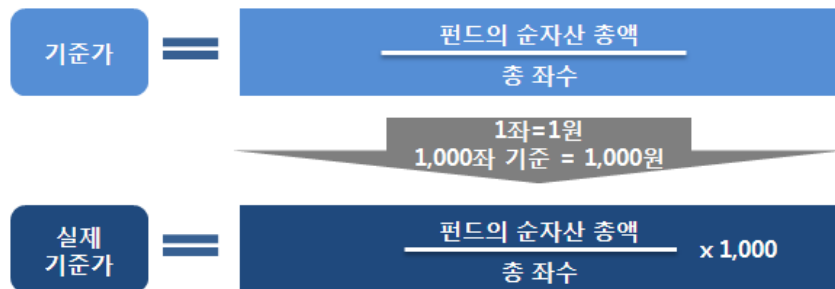 기준가
펀드의 순자산 총액
총 좌수
1좌=1원
1,000좌 기준 = 1,000원
실제
기준가
펀드의 순자산 총액
x 1,000
총 좌수